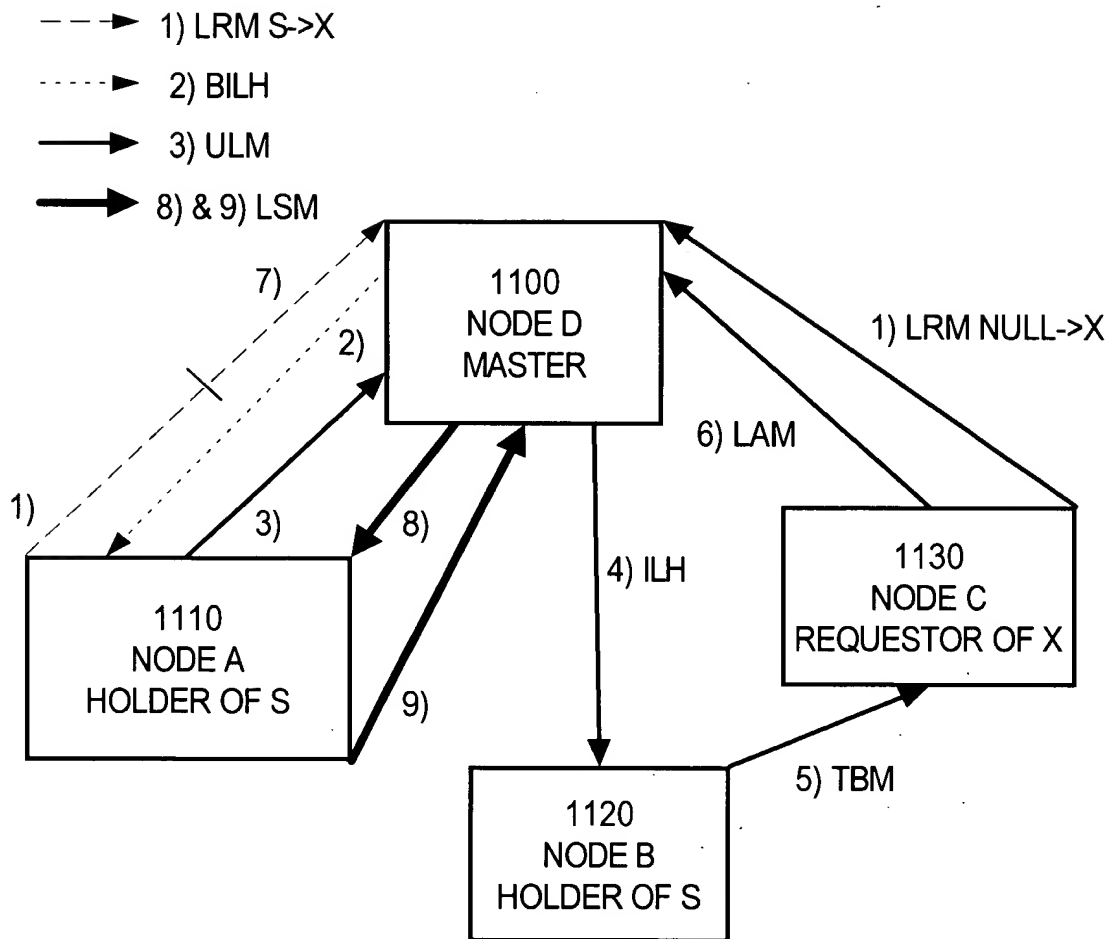 1) LRM S->X
2) BILH
3) ULM
8) & 9) LSM
7)
2)
1100
NODE D
MASTER
1) LRM NULL->X
6) LAM
1)
3)
8)
4) ILH
1110
NODE A
HOLDER OF S
9)
1130
NODE C
REQUESTOR OF X
5) TBM
1120
NODE B
HOLDER OF S